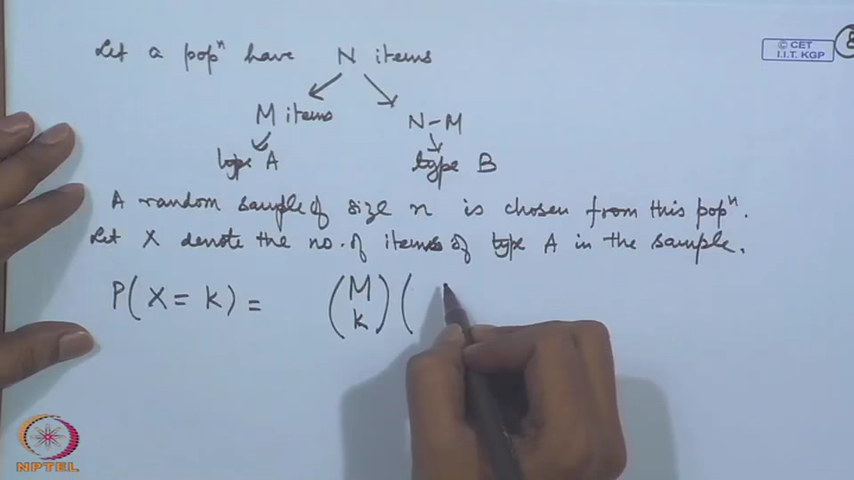 Let a popⁿ have N items
© CET
I.I.T. KGP
8
M items N-M
type A type B
A random sample of size n is chosen from this popⁿ.
Let X denote the no. of items of type A in the sample.
P(X = k) = (M k) (
NPTEL